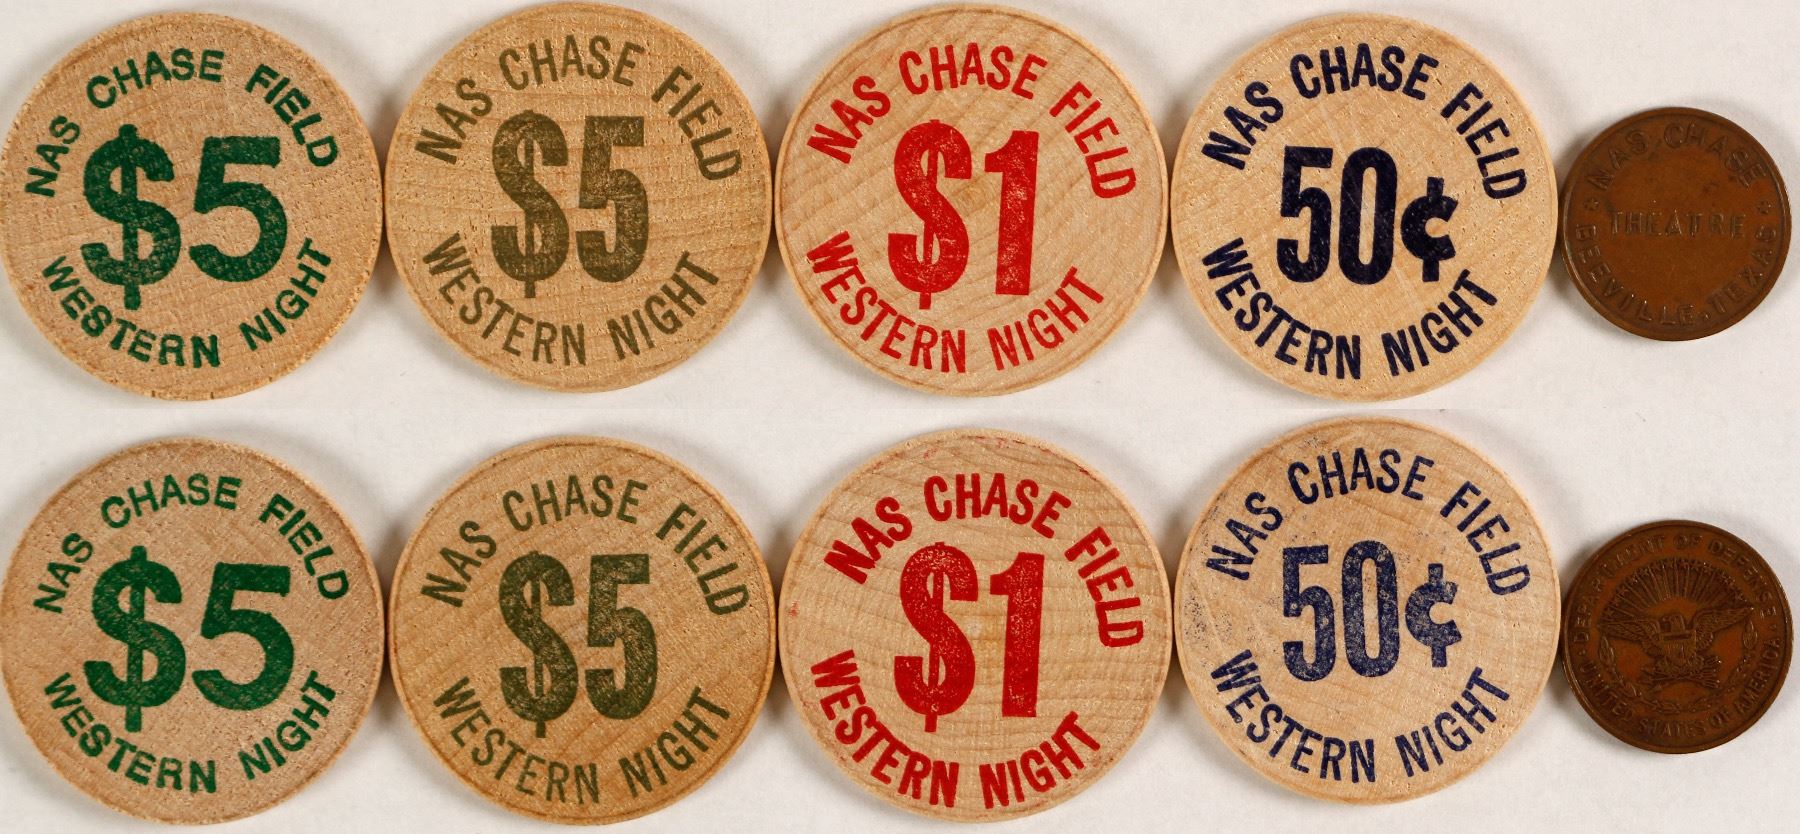 NAS CHASE FIELD
$5
WESTERN NIGHT
NAS CHASE FIELD
$5
WESTERN NIGHT
NAS CHASE FIELD
$1
WESTERN NIGHT
NAS CHASE FIELD
50¢
WESTERN NIGHT
NAS, CHASE
THEATRE
BEEVILLE, TEXAS
NAS CHASE FIELD
$5
WESTERN NIGHT
NAS CHASE FIELD
$5
WESTERN NIGHT
NAS CHASE FIELD
$1
WESTERN NIGHT
NAS CHASE FIELD
50¢
WESTERN NIGHT
DEPARTMENT OF DEFENSE
UNITED STATES OF AMERICA